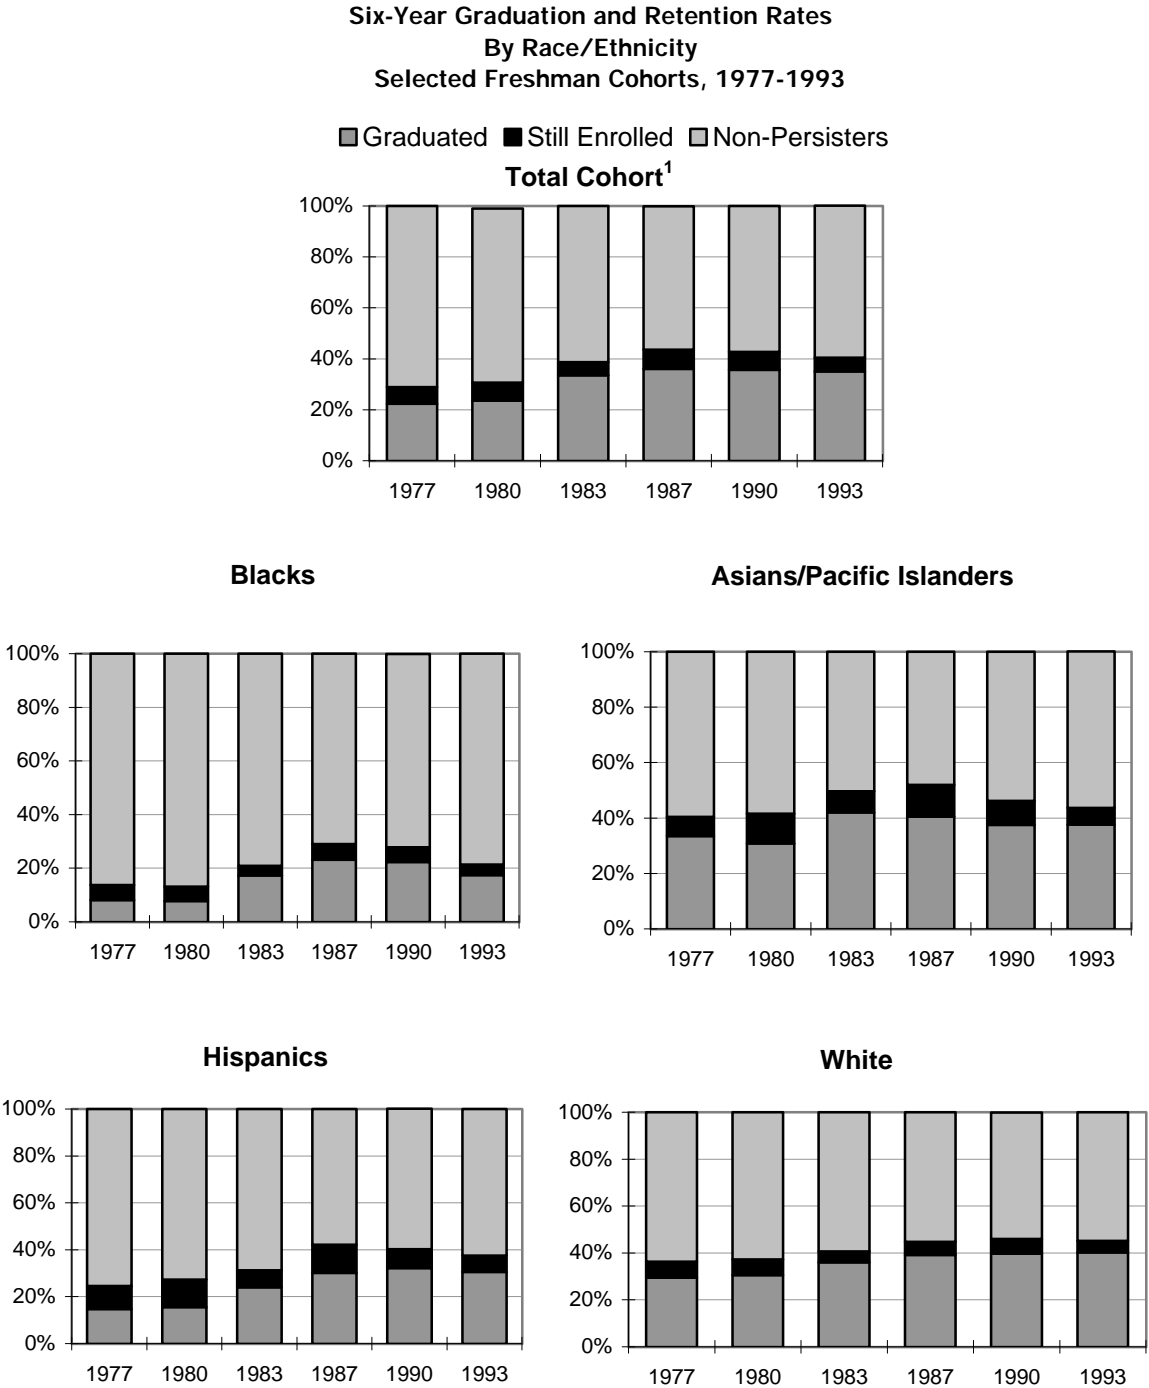 Six-Year Graduation and Retention Rates
By Race/Ethnicity
Selected Freshman Cohorts, 1977-1993
Graduated Still Enrolled Non-Persisters
Total Cohort1
100%
80%
60%
40%
20%
0%
1977 1980 1983 1987 1990 1993
Blacks
100%
80%
60%
40%
20%
0%
1977 1980 1983 1987 1990 1993
Asians/Pacific Islanders
100%
80%
60%
40%
20%
0%
1977 1980 1983 1987 1990 1993
Hispanics
100%
80%
60%
40%
20%
0%
1977 1980 1983 1987 1990 1993
White
100%
80%
60%
40%
20%
0%
1977 1980 1983 1987 1990 1993